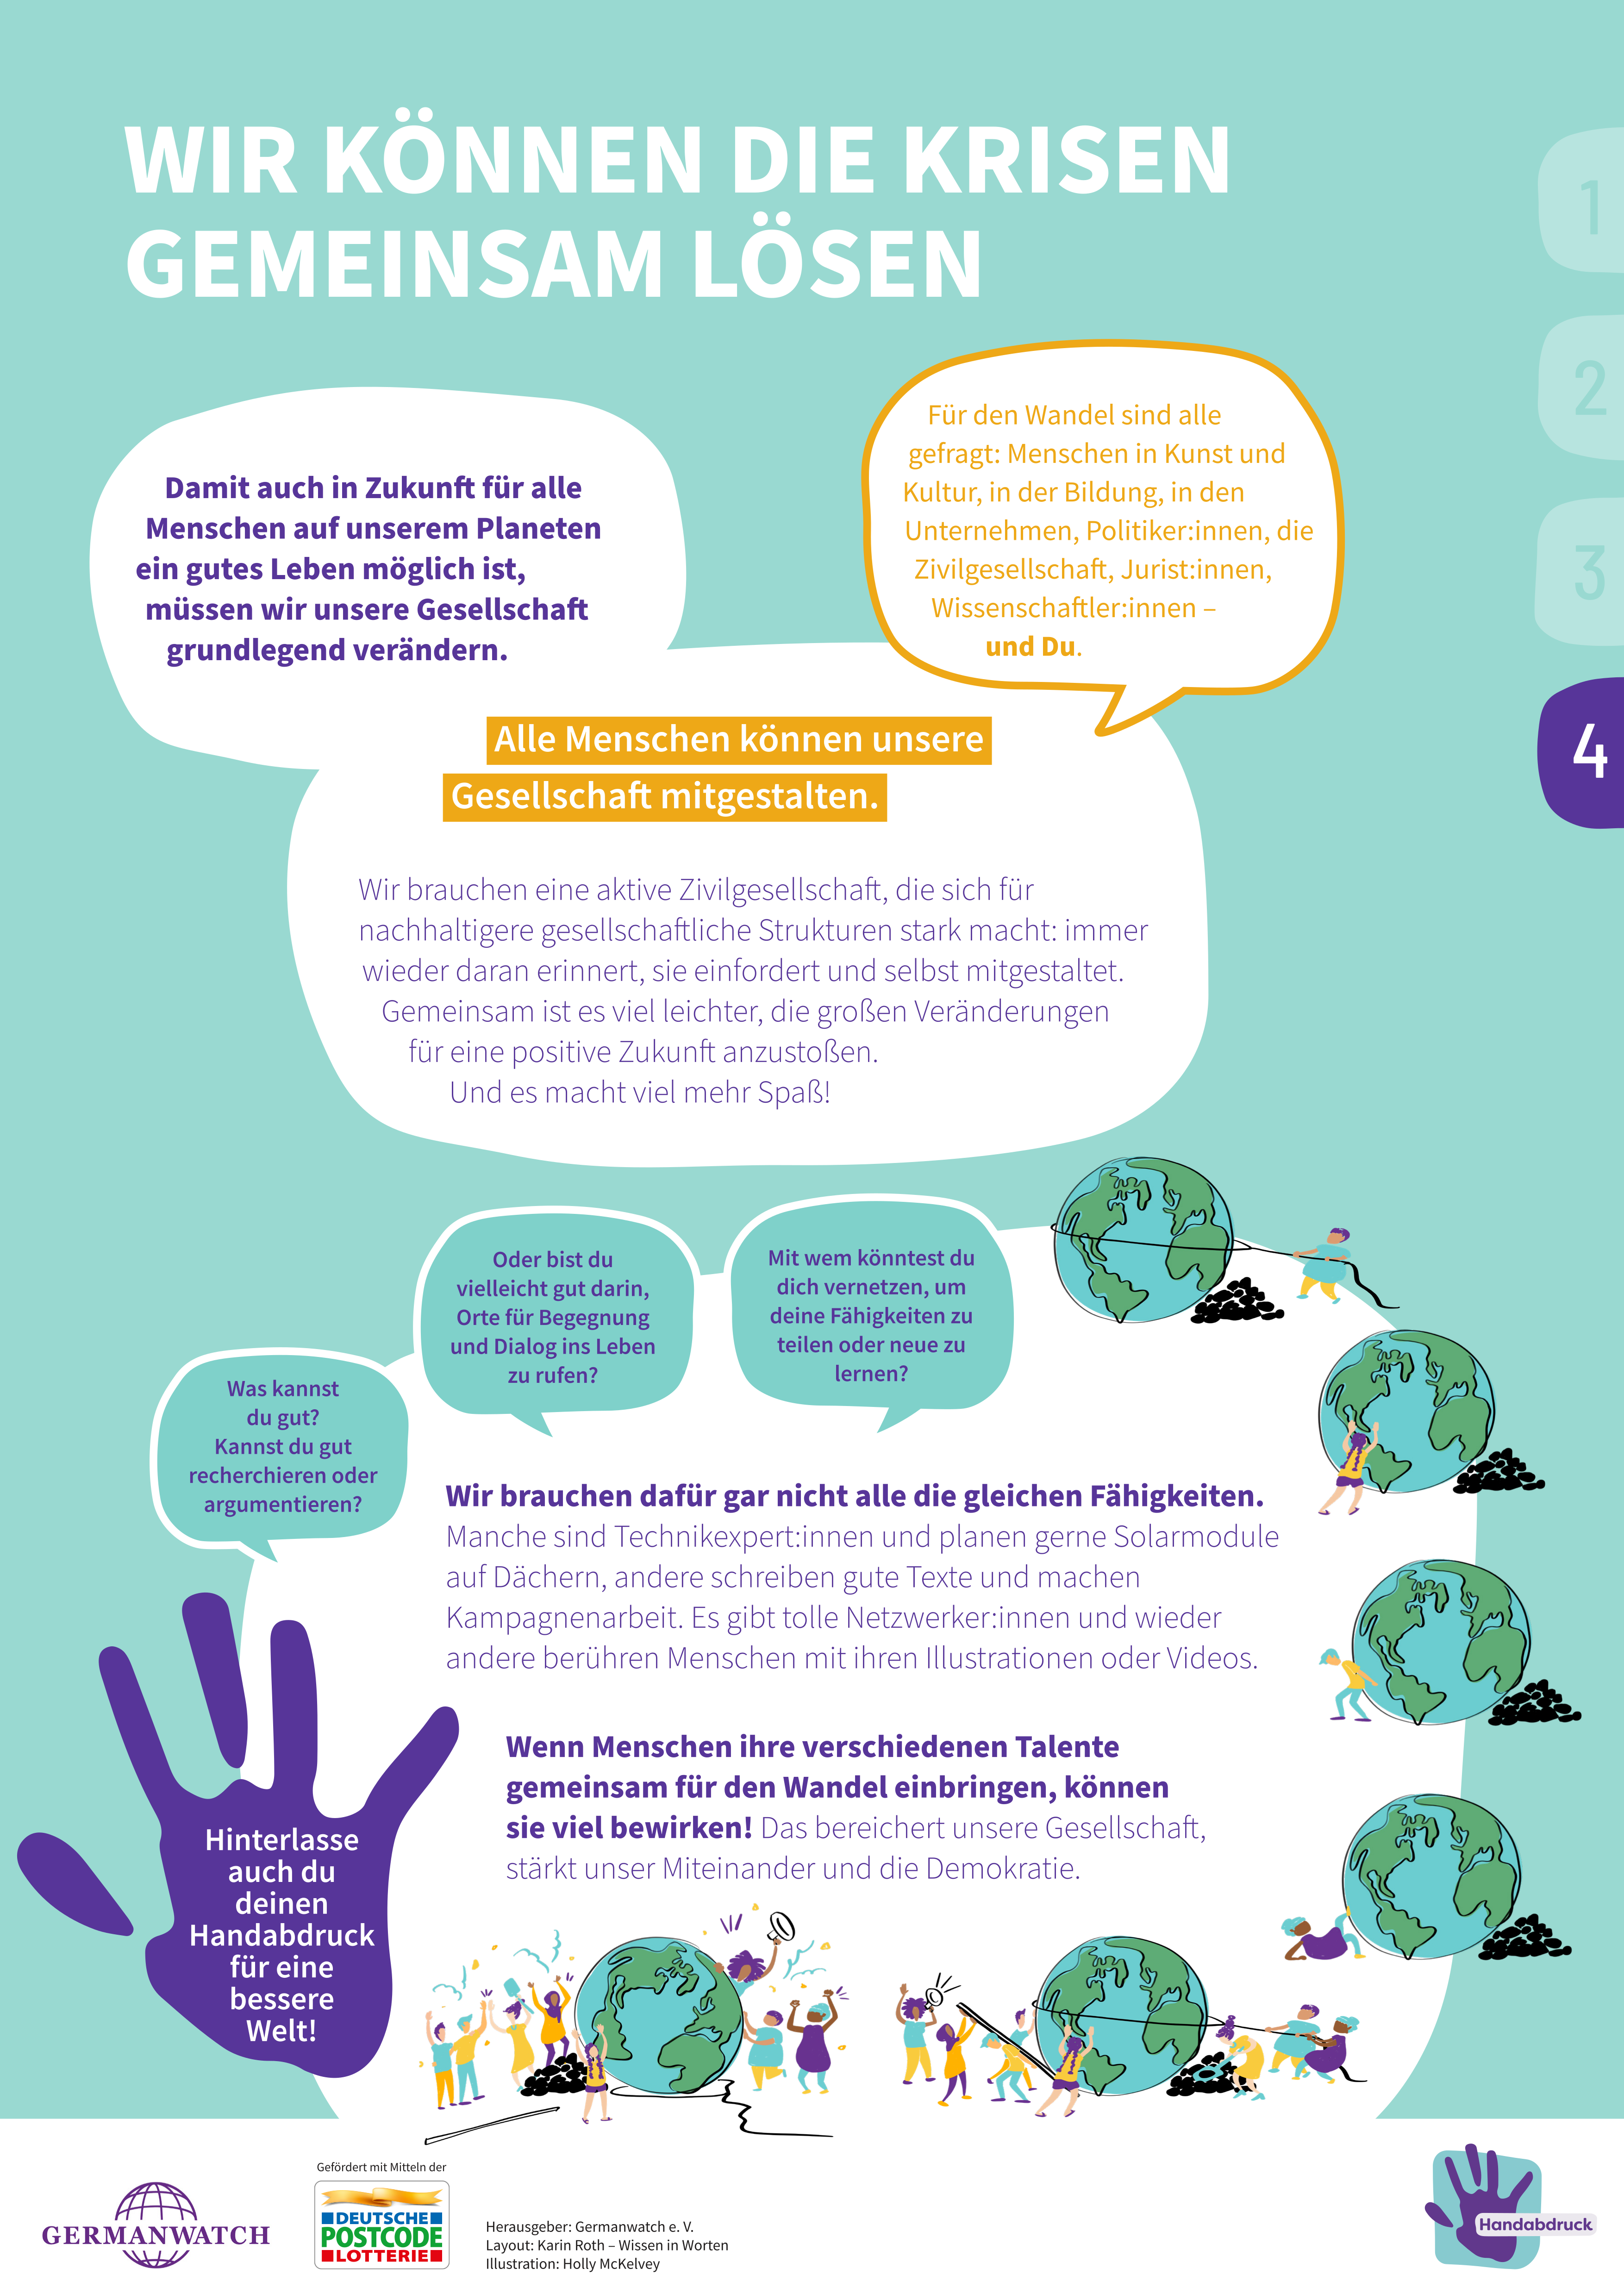 WIR KÖNNEN DIE KRISEN
GEMEINSAM LÖSEN
1
2
3
4
Damit auch in Zukunft für alle
Menschen auf unserem Planeten
ein gutes Leben möglich ist,
müssen wir unsere Gesellschaft
grundlegend verändern.
Für den Wandel sind alle
gefragt: Menschen in Kunst und
Kultur, in der Bildung, in den
Unternehmen, Politiker:innen, die
Zivilgesellschaft, Jurist:innen,
Wissenschaftler:innen –
und Du.
Alle Menschen können unsere
Gesellschaft mitgestalten.
Wir brauchen eine aktive Zivilgesellschaft, die sich für
nachhaltigere gesellschaftliche Strukturen stark macht: immer
wieder daran erinnert, sie einfordert und selbst mitgestaltet.
Gemeinsam ist es viel leichter, die großen Veränderungen
für eine positive Zukunft anzustoßen.
Und es macht viel mehr Spaß!
Was kannst
du gut?
Kannst du gut
recherchieren oder
argumentieren?
Oder bist du
vielleicht gut darin,
Orte für Begegnung
und Dialog ins Leben
zu rufen?
Mit wem könntest du
dich vernetzen, um
deine Fähigkeiten zu
teilen oder neue zu
lernen?
Wir brauchen dafür gar nicht alle die gleichen Fähigkeiten.
Manche sind Technikexpert:innen und planen gerne Solarmodule
auf Dächern, andere schreiben gute Texte und machen
Kampagnenarbeit. Es gibt tolle Netzwerker:innen und wieder
andere berühren Menschen mit ihren Illustrationen oder Videos.
Wenn Menschen ihre verschiedenen Talente
gemeinsam für den Wandel einbringen, können
sie viel bewirken! Das bereichert unsere Gesellschaft,
stärkt unser Miteinander und die Demokratie.
Hinterlasse
auch du
deinen
Handabdruck
für eine
bessere
Welt!
GERMANWATCH
Gefördert mit Mitteln der
DEUTSCHE
POSTCODE
LOTTERIE
Herausgeber: Germanwatch e. V.
Layout: Karin Roth – Wissen in Worten
Illustration: Holly McKelvey
Handabdruck